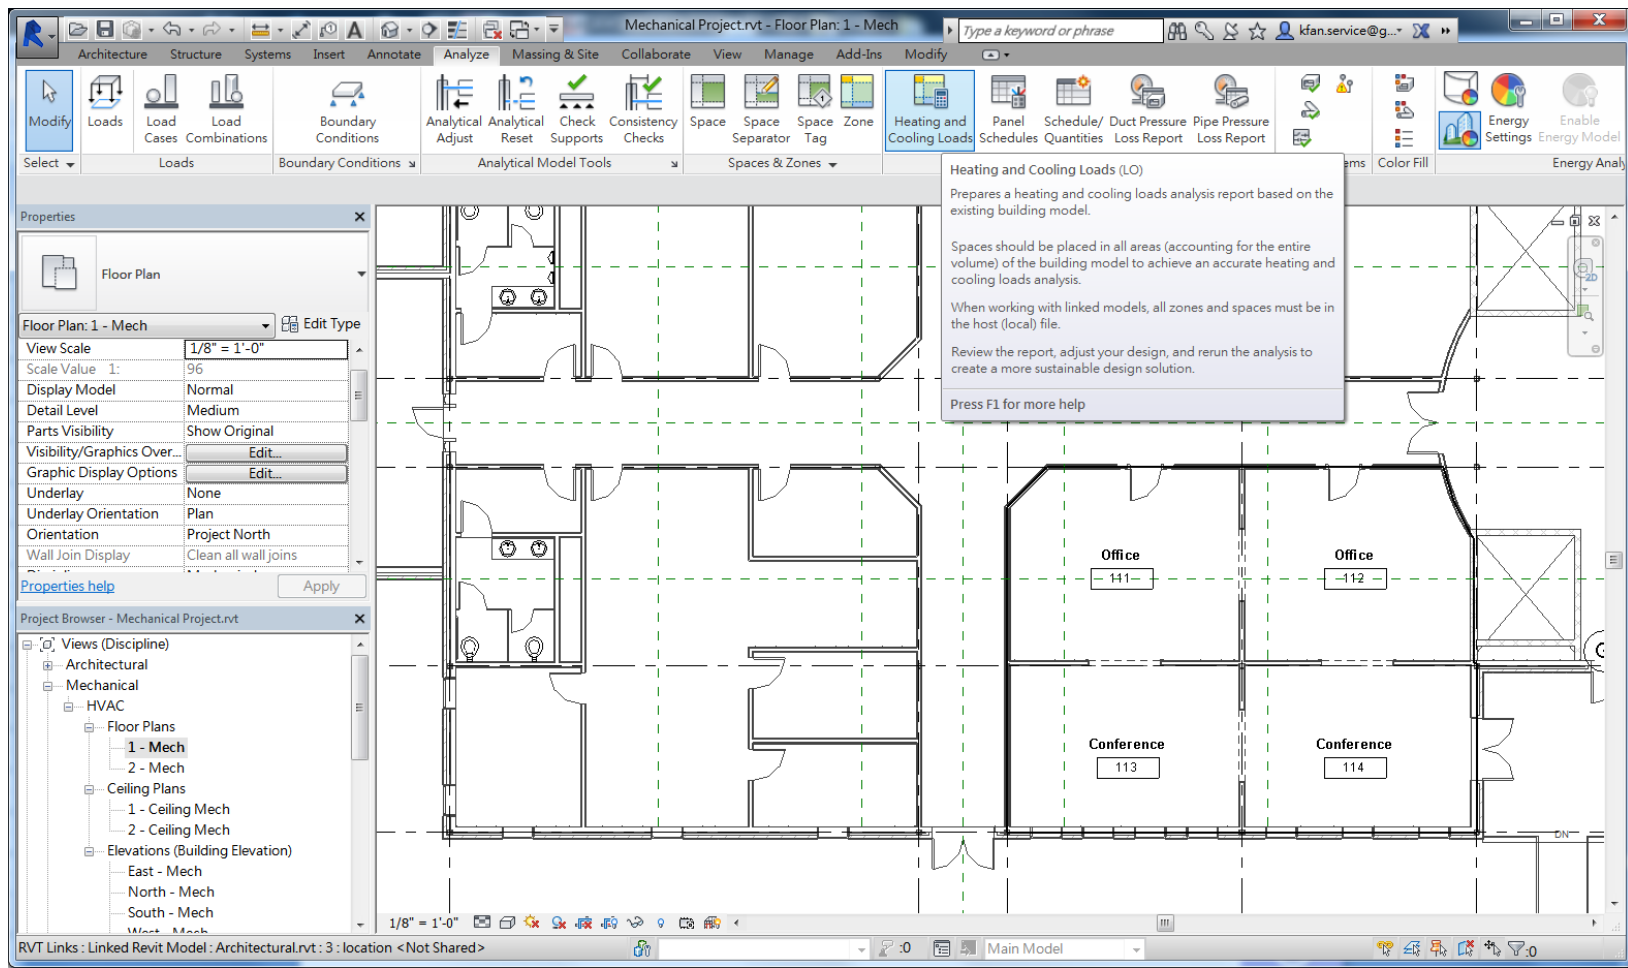 Mechanical Project.rvt - Floor Plan: 1 - Mech
Type a keyword or phrase
kfan.service@g...
Architecture Structure Systems Insert Annotate Analyze Massing & Site Collaborate View Manage Add-Ins Modify
Modify
Loads
Load Cases
Load Combinations
Boundary Conditions
Analytical Adjust
Analytical Reset
Check Supports
Consistency Checks
Space
Space Separator
Space Tag
Zone
Heating and Cooling Loads
Panel Schedules
Schedule/ Quantities
Duct Pressure Loss Report
Pipe Pressure Loss Report
Energy Settings
Enable Energy Model
Select
Loads
Boundary Conditions
Analytical Model Tools
Spaces & Zones
ems
Color Fill
Energy Analy
Heating and Cooling Loads (LO)
Prepares a heating and cooling loads analysis report based on the
existing building model.
Spaces should be placed in all areas (accounting for the entire
volume) of the building model to achieve an accurate heating and
cooling loads analysis.
When working with linked models, all zones and spaces must be in
the host (local) file.
Review the report, adjust your design, and rerun the analysis to
create a more sustainable design solution.
Press F1 for more help
Properties
Floor Plan
Floor Plan: 1 - Mech
Edit Type
View Scale 1/8" = 1'-0"
Scale Value 1: 96
Display Model Normal
Detail Level Medium
Parts Visibility Show Original
Visibility/Graphics Over... Edit...
Graphic Display Options Edit...
Underlay None
Underlay Orientation Plan
Orientation Project North
Wall Join Display Clean all wall joins
Properties help
Apply
Project Browser - Mechanical Project.rvt
Views (Discipline)
Architectural
Mechanical
HVAC
Floor Plans
1 - Mech
2 - Mech
Ceiling Plans
1 - Ceiling Mech
2 - Ceiling Mech
Elevations (Building Elevation)
East - Mech
North - Mech
South - Mech
West - Mech
2D
Office
111
Office
112
Conference
113
Conference
114
DN
1/8" = 1'-0"
RVT Links : Linked Revit Model : Architectural.rvt : 3 : location <Not Shared>
:0
Main Model
:0